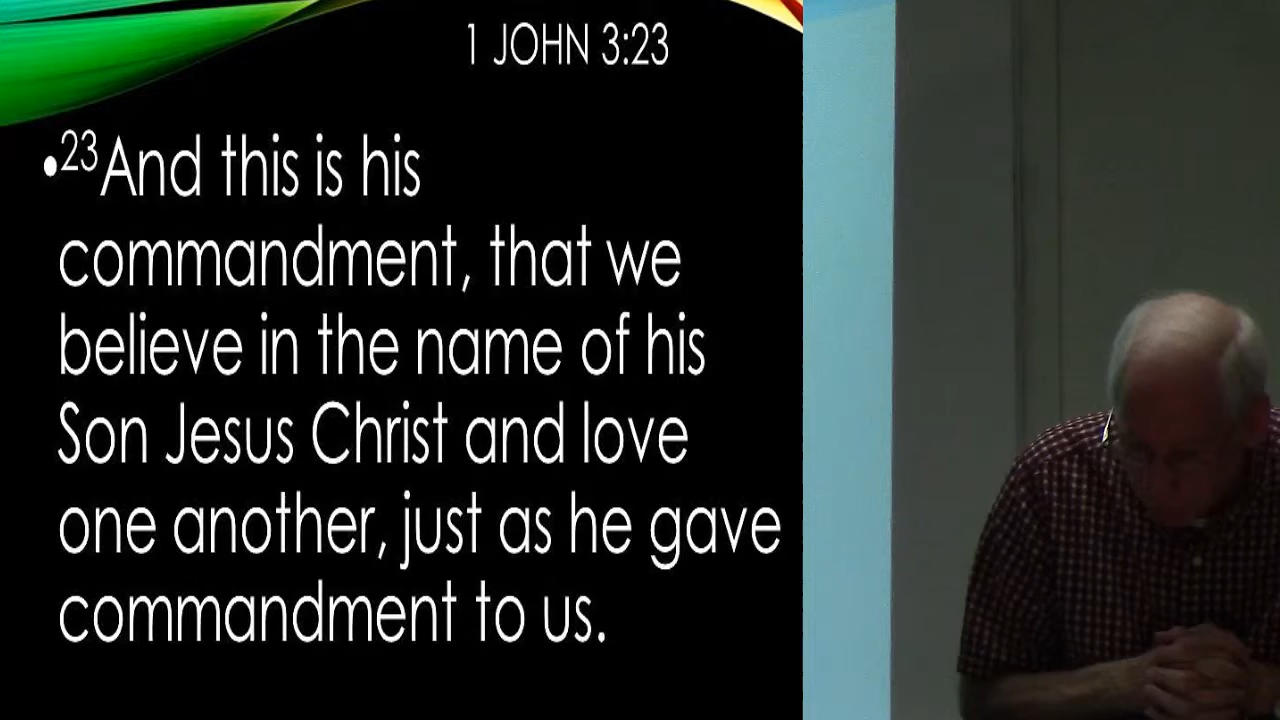 1 JOHN 3:23
•23And this is his
commandment, that we
believe in the name of his
Son Jesus Christ and love
one another, just as he gave
commandment to us.